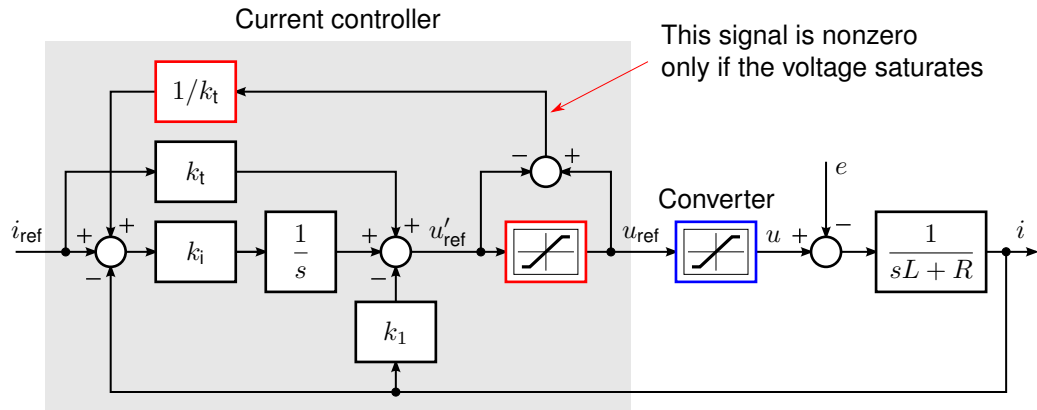 Current controller
This signal is nonzero
only if the voltage saturates
1/k_t
− +
k_t
Converter
e
i_ref + + + + u'_ref u_ref u + − i
k_i
1/s
1/(sL + R)
− −
k_1